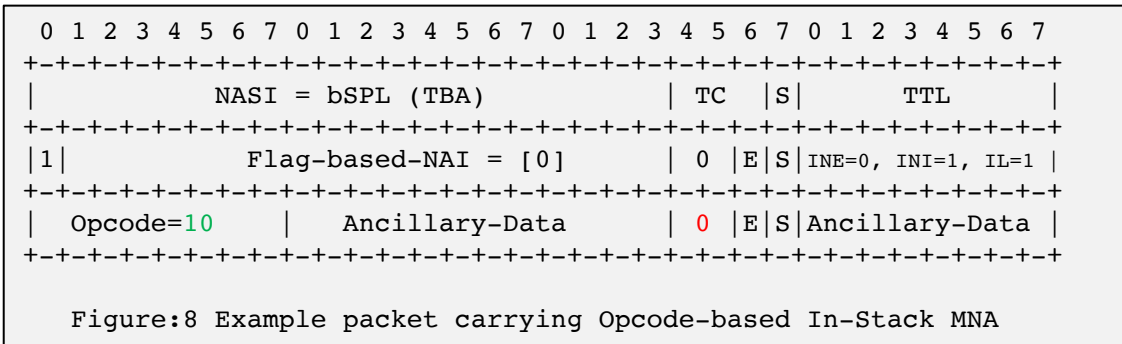 0 1 2 3 4 5 6 7 0 1 2 3 4 5 6 7 0 1 2 3 4 5 6 7 0 1 2 3 4 5 6 7
+-+-+-+-+-+-+-+-+-+-+-+-+-+-+-+-+-+-+-+-+-+-+-+-+-+-+-+-+-+-+-+-+
|            NASI = bSPL (TBA)          | TC  |S|      TTL      |
+-+-+-+-+-+-+-+-+-+-+-+-+-+-+-+-+-+-+-+-+-+-+-+-+-+-+-+-+-+-+-+-+
|1|           Flag-based-NAI = [0]      | 0 |E|S|INE=0, INI=1, IL=1 |
+-+-+-+-+-+-+-+-+-+-+-+-+-+-+-+-+-+-+-+-+-+-+-+-+-+-+-+-+-+-+-+-+
|  Opcode=10    |   Ancillary-Data      | 0 |E|S|Ancillary-Data |
+-+-+-+-+-+-+-+-+-+-+-+-+-+-+-+-+-+-+-+-+-+-+-+-+-+-+-+-+-+-+-+-+
Figure:8 Example packet carrying Opcode-based In-Stack MNA